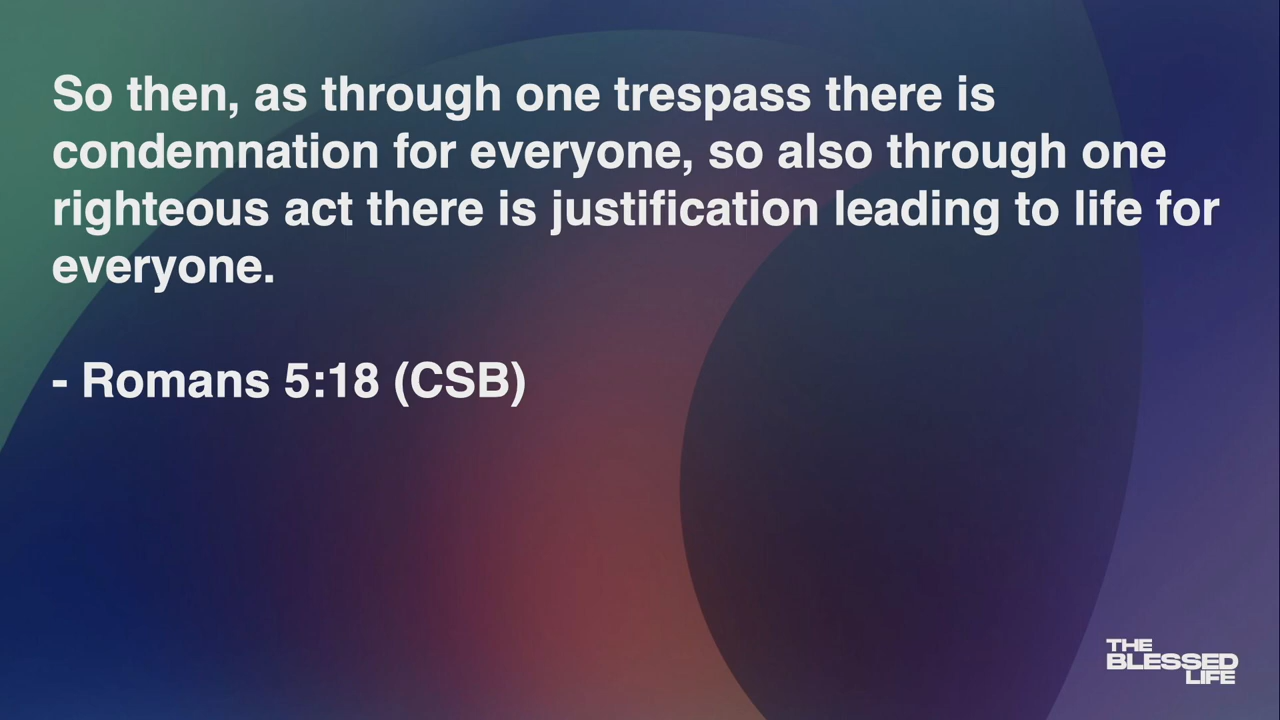 So then, as through one trespass there is
condemnation for everyone, so also through one
righteous act there is justification leading to life for
everyone.
- Romans 5:18 (CSB)
THE
BLESSED
LIFE